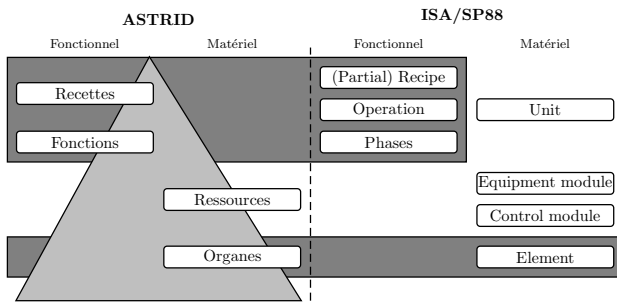 ASTRID
ISA/SP88
Fonctionnel
Matériel
Fonctionnel
Matériel
(Partial) Recipe
Recettes
Operation
Unit
Fonctions
Phases
Equipment module
Ressources
Control module
Organes
Element